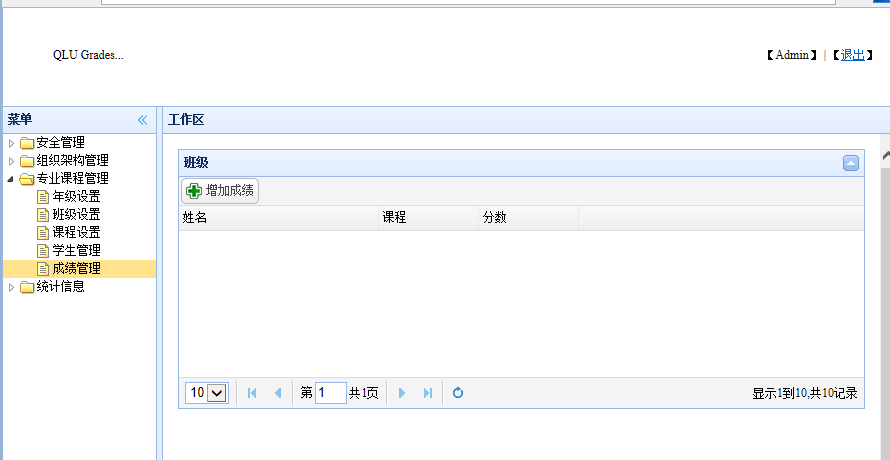 QLU Grades...
【Admin】 | 【退出】
菜单
安全管理
组织架构管理
专业课程管理
年级设置
班级设置
课程设置
学生管理
成绩管理
统计信息
工作区
班级
增加成绩
姓名 课程 分数
10 第 1 共1页 显示1到10,共10记录